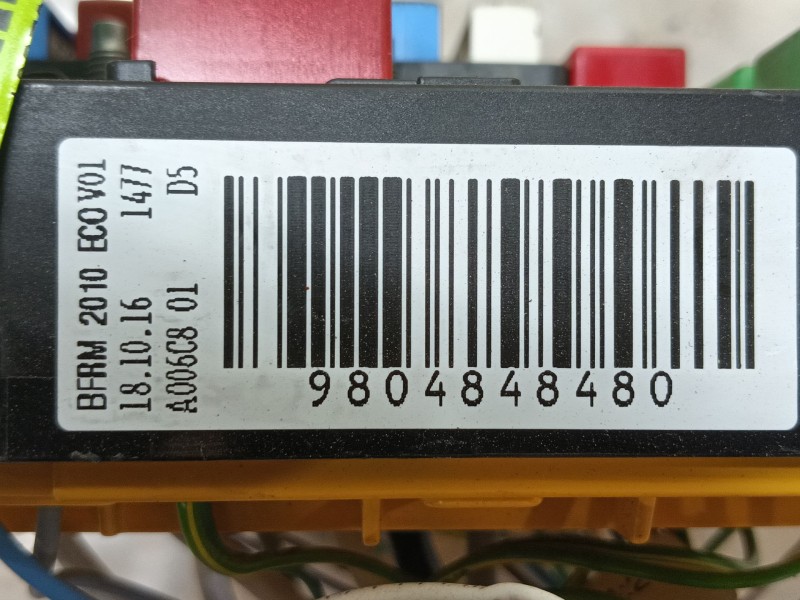 BFRM 2010 ECO V01
18.10.16 1477
A006C8 01 D5
9804848480